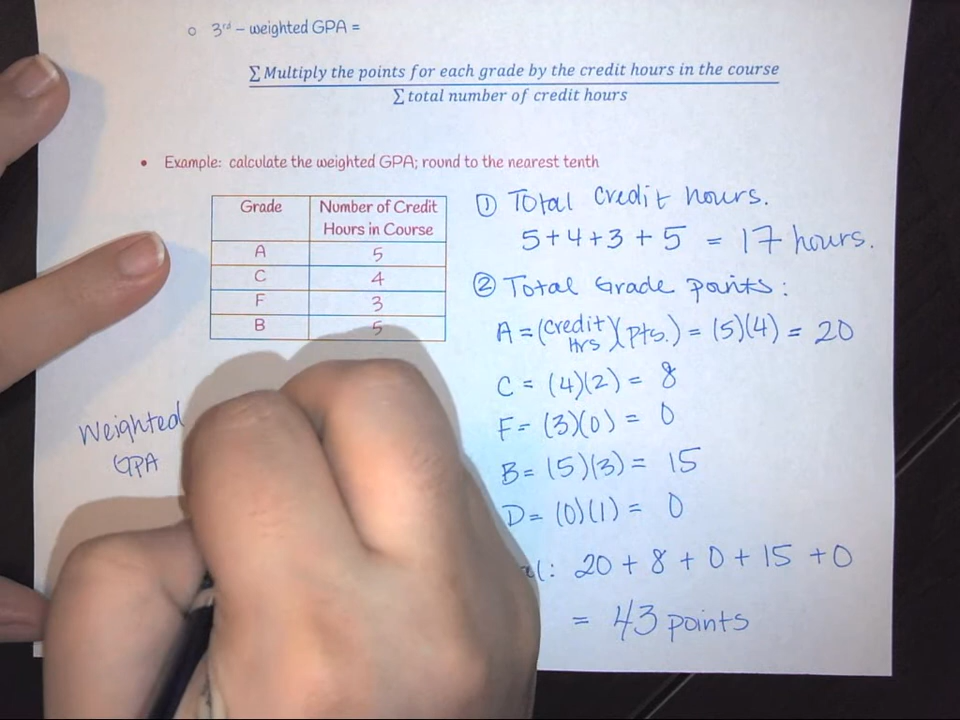 ○ 3rd – weighted GPA =
∑ Multiply the points for each grade by the credit hours in the course
∑ total number of credit hours
• Example: calculate the weighted GPA; round to the nearest tenth
Grade Number of Credit Hours in Course
A 5
C 4
F 3
B 5
Weighted
GPA
① Total credit hours.
5+4+3+5 = 17 hours.
② Total Grade points:
A = (credit hrs)(pts.) = (5)(4) = 20
C = (4)(2) = 8
F = (3)(0) = 0
B = (5)(3) = 15
D = (0)(1) = 0
20 + 8 + 0 + 15 + 0
= 43 points